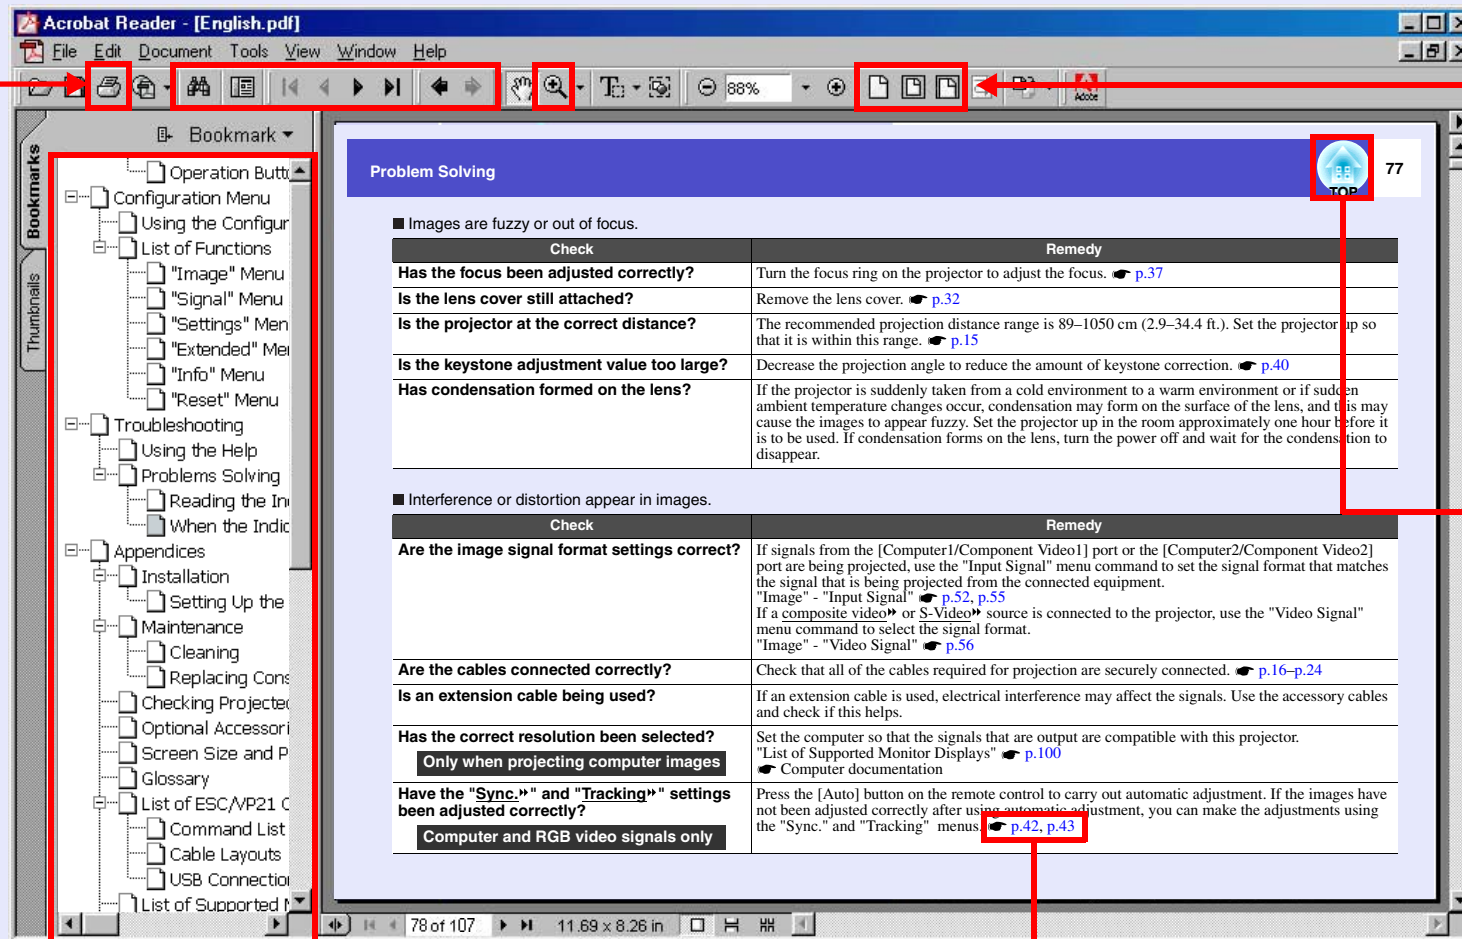 Acrobat Reader - [English.pdf]
File Edit Document Tools View Window Help
88%
Adobe
Bookmarks
Thumbnails
Bookmark
Operation Butto
Configuration Menu
Using the Configur
List of Functions
"Image" Menu
"Signal" Menu
"Settings" Men
"Extended" Me
"Info" Menu
"Reset" Menu
Troubleshooting
Using the Help
Problems Solving
Reading the In
When the Indic
Appendices
Installation
Setting Up the
Maintenance
Cleaning
Replacing Cons
Checking Projected
Optional Accessori
Screen Size and P
Glossary
List of ESC/VP21 C
Command List
Cable Layouts
USB Connection
List of Supported M
Problem Solving
TOP
77
■ Images are fuzzy or out of focus.
Check Remedy
Has the focus been adjusted correctly? Turn the focus ring on the projector to adjust the focus. ☛ p.37
Is the lens cover still attached? Remove the lens cover. ☛ p.32
Is the projector at the correct distance? The recommended projection distance range is 89–1050 cm (2.9–34.4 ft.). Set the projector up so
that it is within this range. ☛ p.15
Is the keystone adjustment value too large? Decrease the projection angle to reduce the amount of keystone correction. ☛ p.40
Has condensation formed on the lens? If the projector is suddenly taken from a cold environment to a warm environment or if sudden
ambient temperature changes occur, condensation may form on the surface of the lens, and this may
cause the images to appear fuzzy. Set the projector up in the room approximately one hour before it
is to be used. If condensation forms on the lens, turn the power off and wait for the condensation to
disappear.
■ Interference or distortion appear in images.
Check Remedy
Are the image signal format settings correct? If signals from the [Computer1/Component Video1] port or the [Computer2/Component Video2]
port are being projected, use the "Input Signal" menu command to set the signal format that matches
the signal that is being projected from the connected equipment.
"Image" - "Input Signal" ☛ p.52, p.55
If a composite video▸▸ or S-Video▸▸ source is connected to the projector, use the "Video Signal"
menu command to select the signal format.
"Image" - "Video Signal" ☛ p.56
Are the cables connected correctly? Check that all of the cables required for projection are securely connected. ☛ p.16–p.24
Is an extension cable being used? If an extension cable is used, electrical interference may affect the signals. Use the accessory cables
and check if this helps.
Has the correct resolution been selected?
Only when projecting computer images
Set the computer so that the signals that are output are compatible with this projector.
"List of Supported Monitor Displays" ☛ p.100
☛ Computer documentation
Have the "Sync.▸▸" and "Tracking▸▸" settings
been adjusted correctly?
Computer and RGB video signals only
Press the [Auto] button on the remote control to carry out automatic adjustment. If the images have
not been adjusted correctly after using automatic adjustment, you can make the adjustments using
the "Sync." and "Tracking" menus. ☛ p.42, p.43
78 of 107 11.69 x 8.26 in